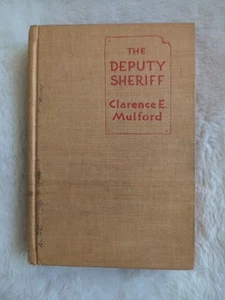 THE
DEPUTY
SHERIFF
Clarence E.
Mulford